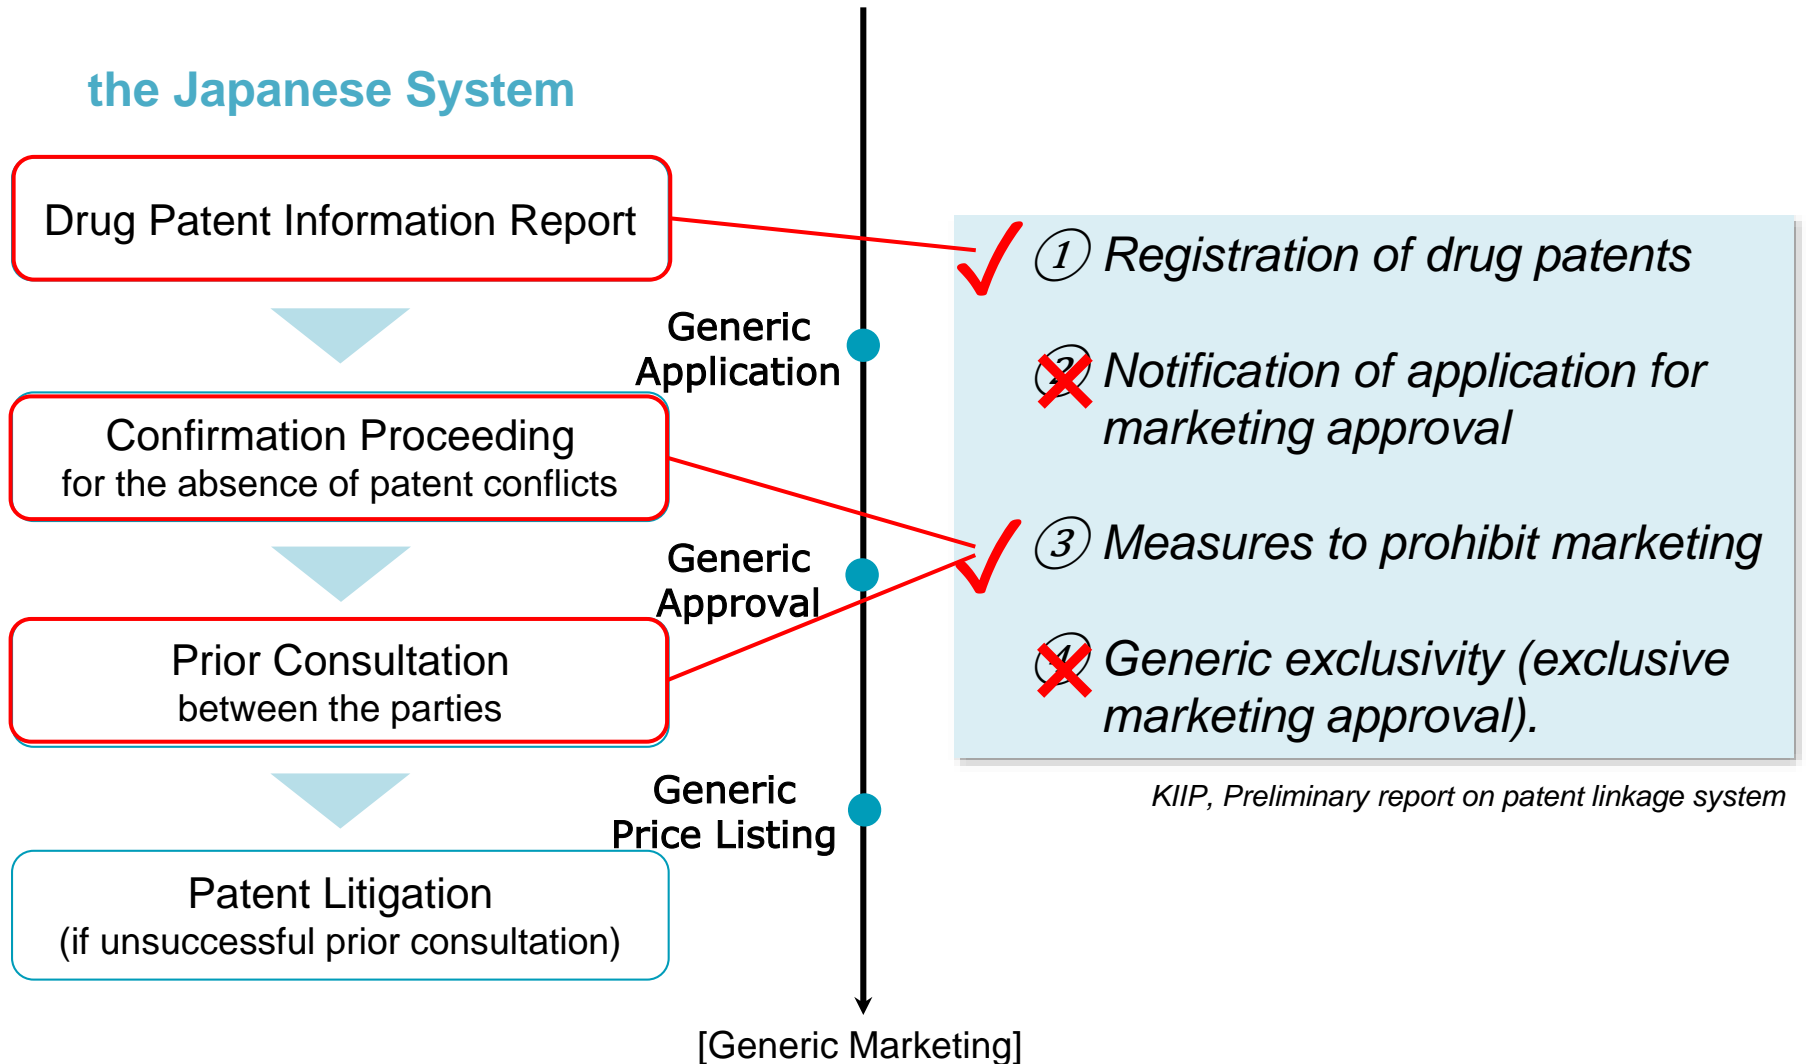 the Japanese System
Drug Patent Information Report
Confirmation Proceeding
for the absence of patent conflicts
Prior Consultation
between the parties
Patent Litigation
(if unsuccessful prior consultation)
Generic
Application
Generic
Approval
Generic
Price Listing
[Generic Marketing]
① Registration of drug patents
② Notification of application for
marketing approval
③ Measures to prohibit marketing
④ Generic exclusivity (exclusive
marketing approval).
KIIP, Preliminary report on patent linkage system